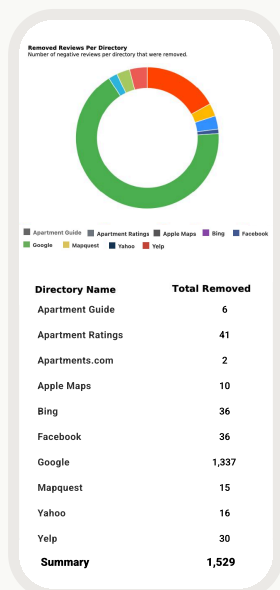 Removed Reviews Per Directory
Number of negative reviews per directory that were removed.
Apartment Guide Apartment Ratings Apple Maps Bing Facebook
Google Mapquest Yahoo Yelp
Directory Name Total Removed
Apartment Guide 6
Apartment Ratings 41
Apartments.com 2
Apple Maps 10
Bing 36
Facebook 36
Google 1,337
Mapquest 15
Yahoo 16
Yelp 30
Summary 1,529